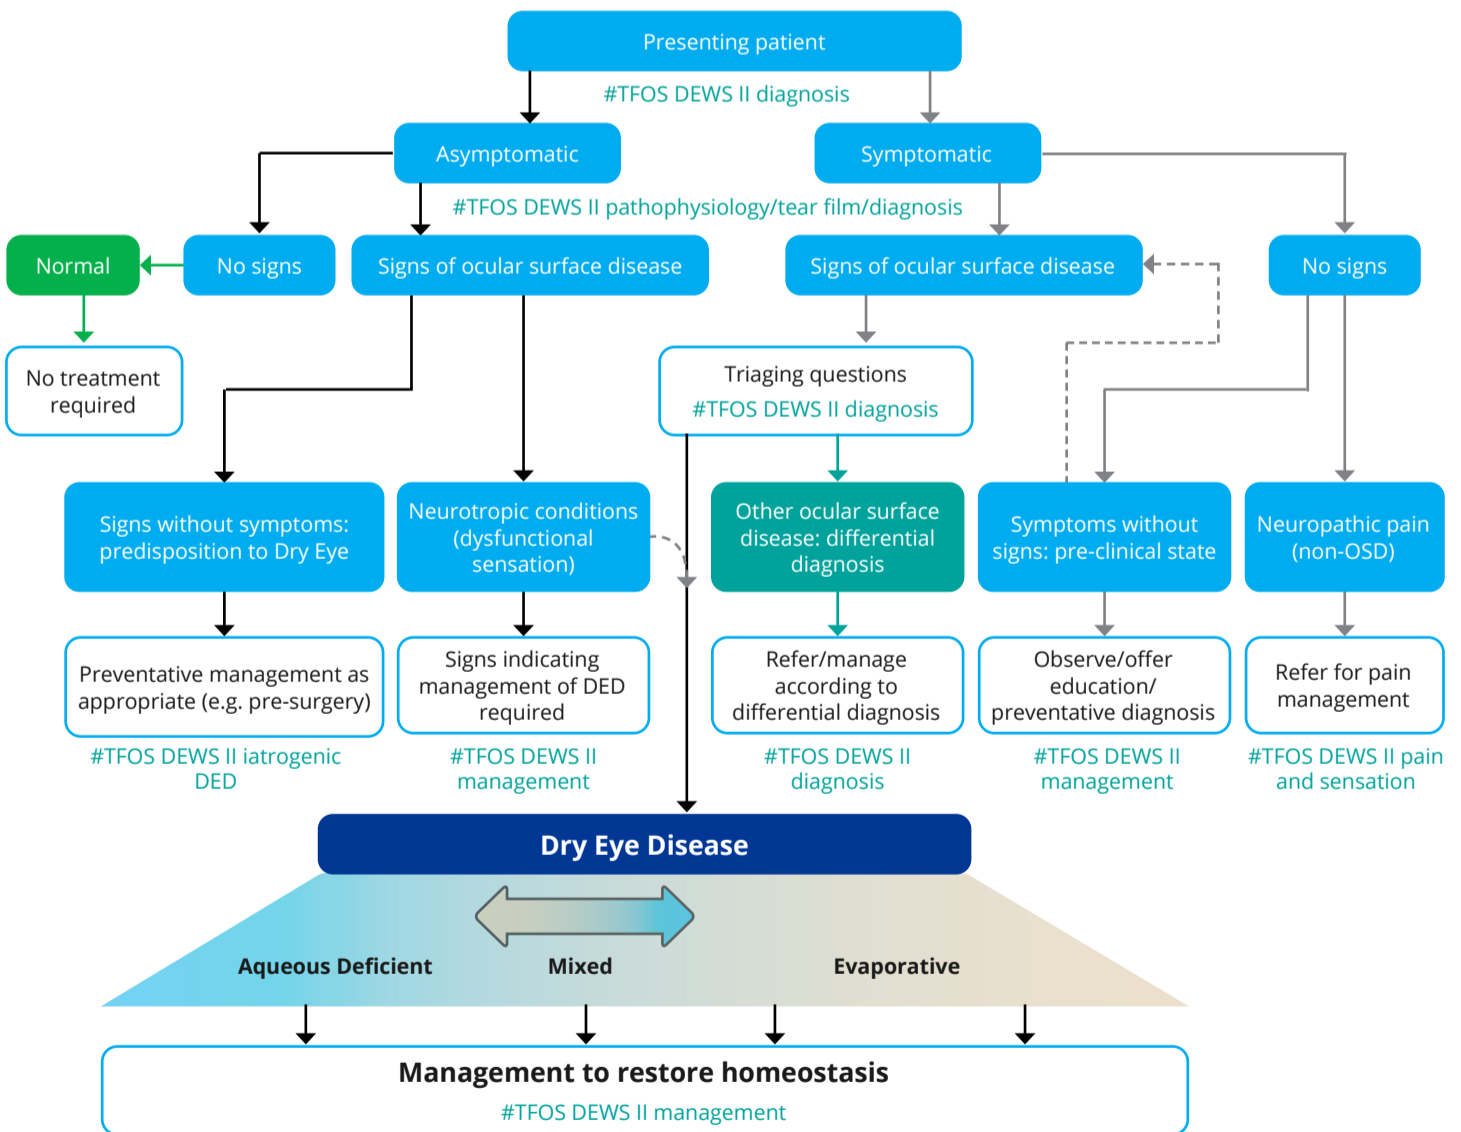 Presenting patient
#TFOS DEWS II diagnosis
Asymptomatic
Symptomatic
#TFOS DEWS II pathophysiology/tear film/diagnosis
Normal
No signs
Signs of ocular surface disease
Signs of ocular surface disease
No signs
No treatment
required
Triaging questions
#TFOS DEWS II diagnosis
Signs without symptoms:
predisposition to Dry Eye
Neurotropic conditions
(dysfunctional
sensation)
Other ocular surface
disease: differential
diagnosis
Symptoms without
signs: pre-clinical state
Neuropathic pain
(non-OSD)
Preventative management as
appropriate (e.g. pre-surgery)
Signs indicating
management of DED
required
Refer/manage
according to
differential diagnosis
Observe/offer
education/
preventative diagnosis
Refer for pain
management
#TFOS DEWS II iatrogenic
DED
#TFOS DEWS II
management
#TFOS DEWS II
diagnosis
#TFOS DEWS II
management
#TFOS DEWS II pain
and sensation
Dry Eye Disease
Aqueous Deficient
Mixed
Evaporative
Management to restore homeostasis
#TFOS DEWS II management